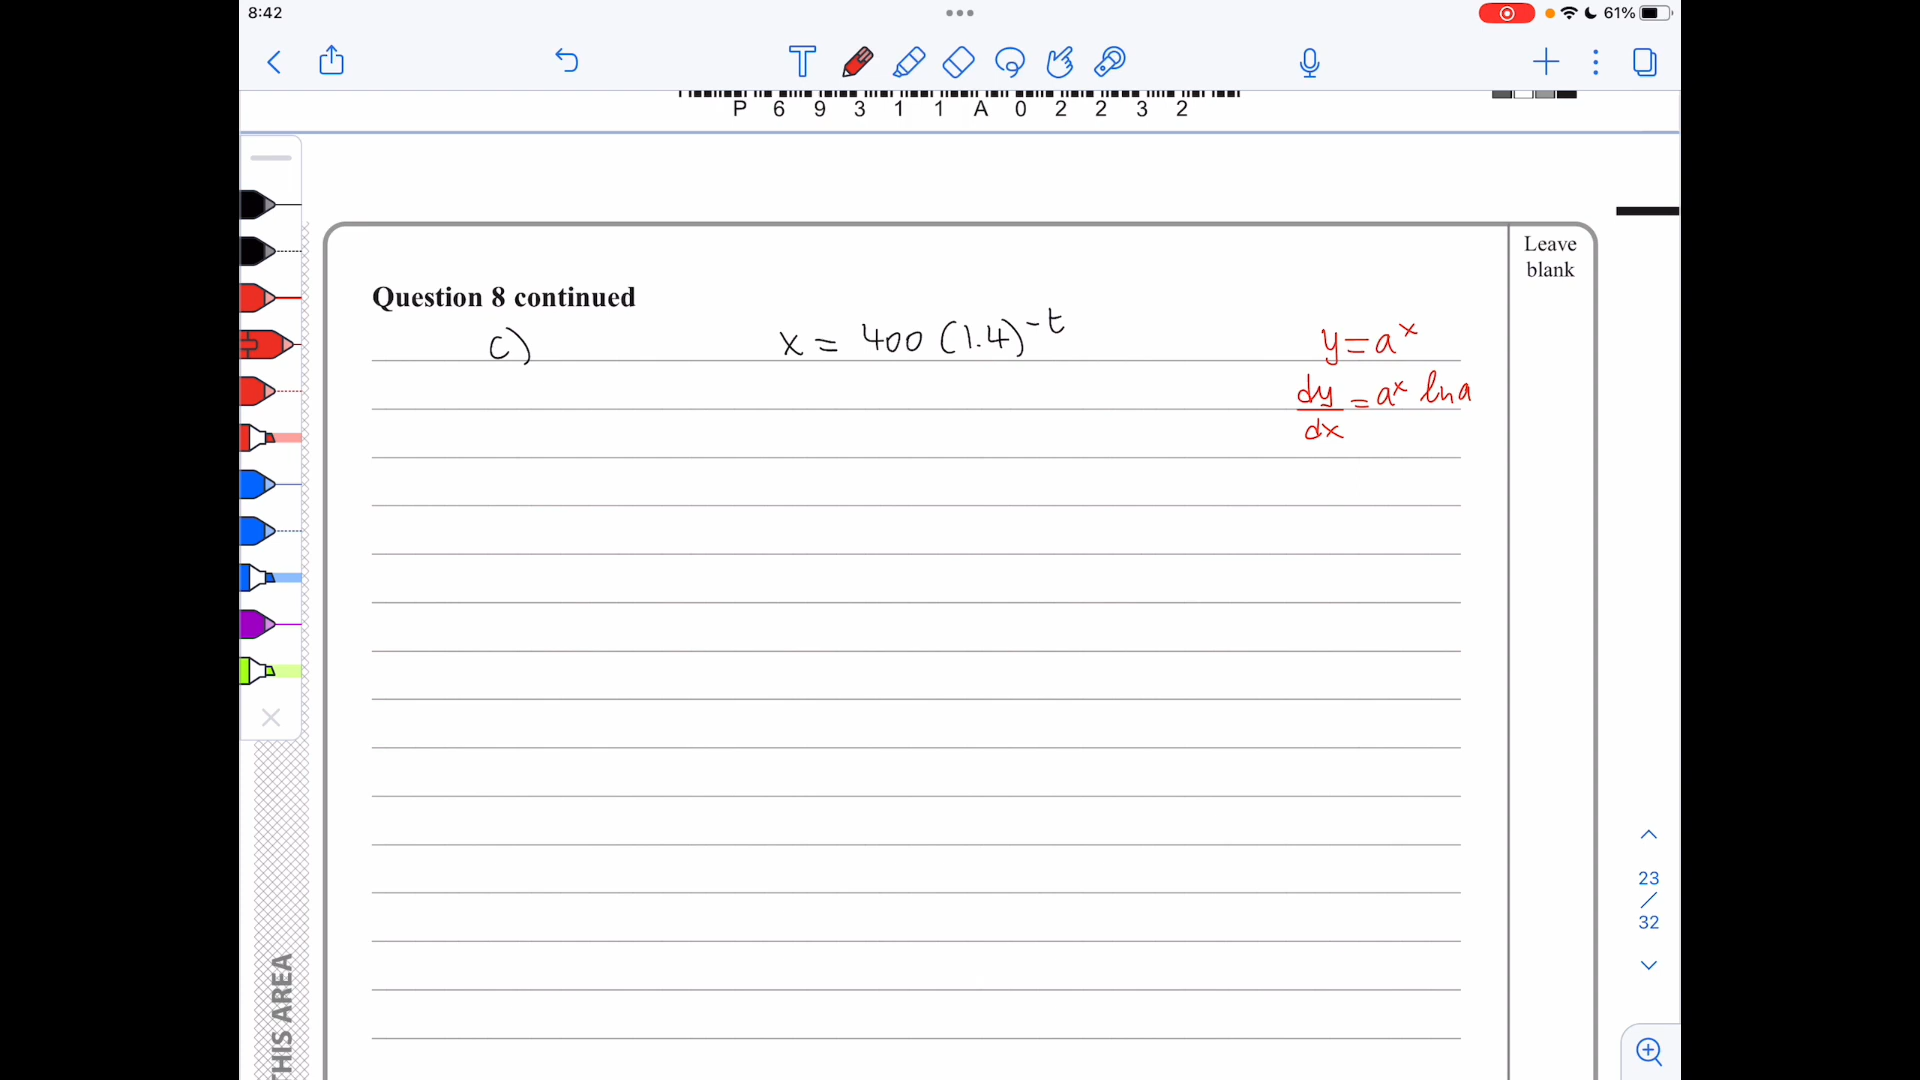 8:42
61%
P 6 9 3 1 1 A 0 2 2 3 2
Leave
blank
Question 8 continued
c) x = 400 (1.4)^{-t}
y = a^x
dy/dx = a^x ln a
23
/
32
THIS AREA